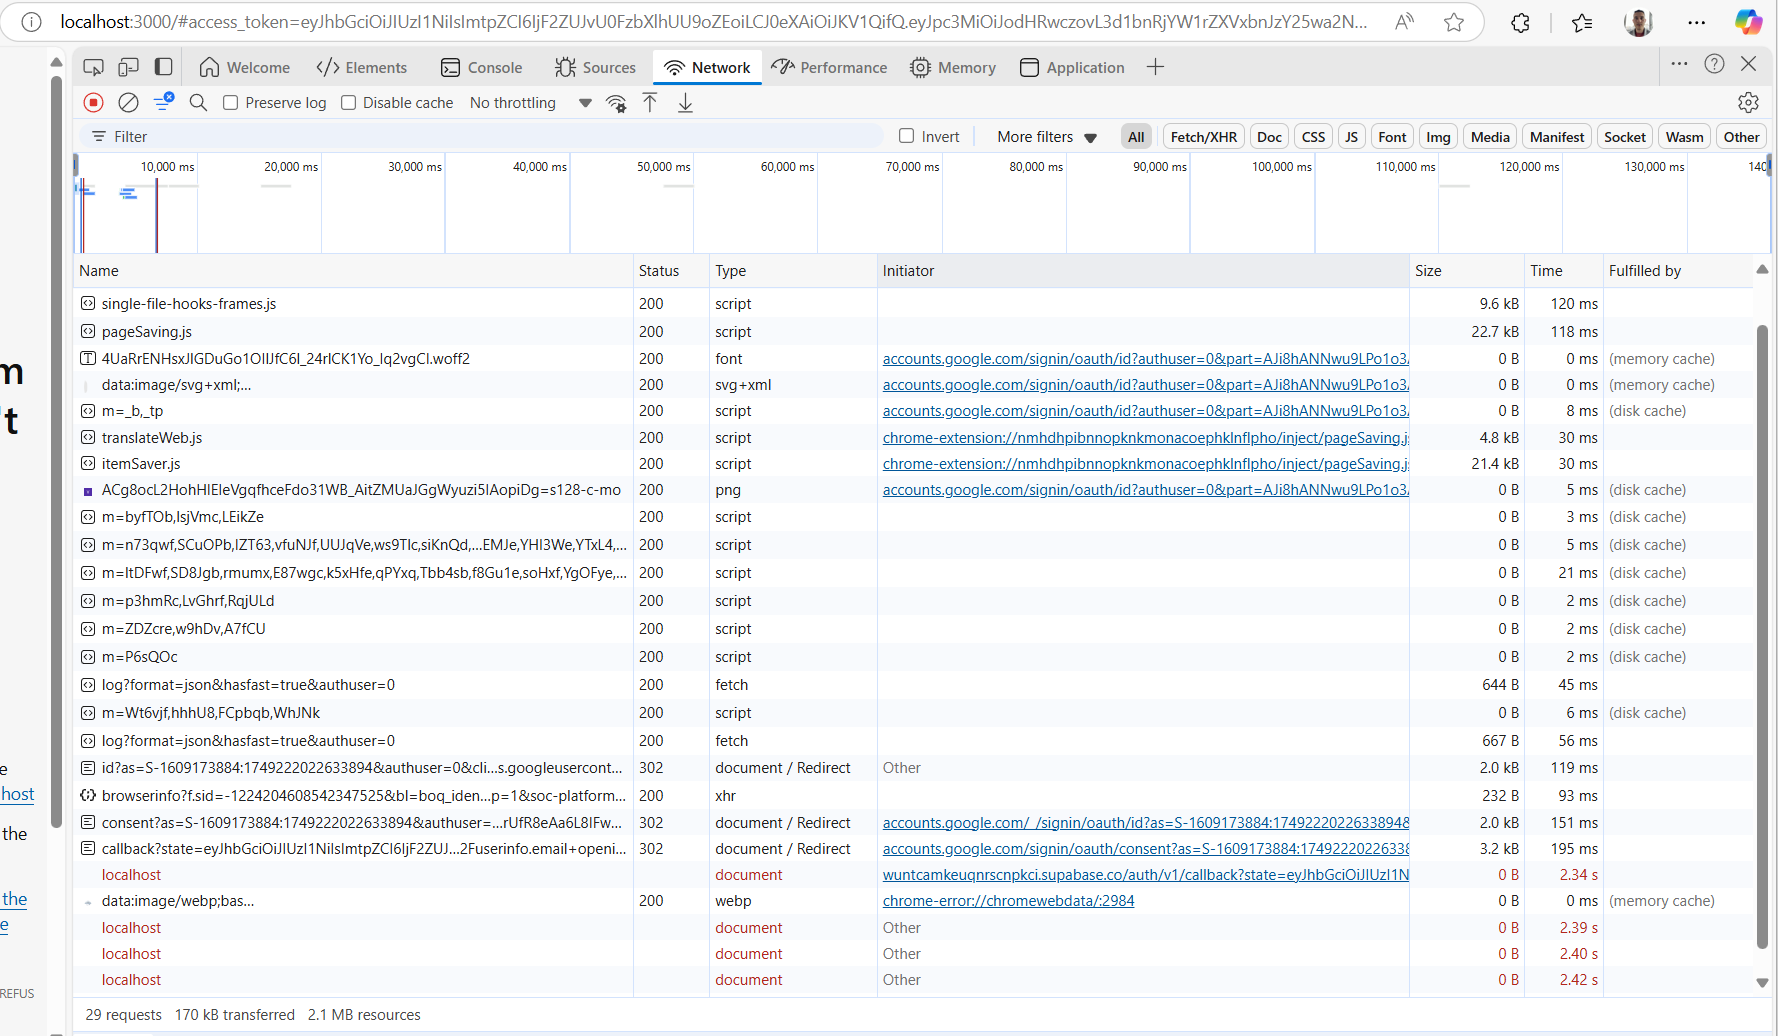 localhost:3000/#access_token=eyJhbGciOiJIUzI1NiIsImtpZCI6IjF2ZUJvU0FzbXlhUU9oZEoiLCJ0eXAiOiJKV1QifQ.eyJpc3MiOiJodHRwczovL3d1bnRjYW1rZXVxbnJzY25wa2N...
Welcome
Elements
Console
Sources
Network
Performance
Memory
Application
Preserve log
Disable cache
No throttling
Filter
Invert
More filters
All
Fetch/XHR
Doc
CSS
JS
Font
Img
Media
Manifest
Socket
Wasm
Other
10,000 ms
20,000 ms
30,000 ms
40,000 ms
50,000 ms
60,000 ms
70,000 ms
80,000 ms
90,000 ms
100,000 ms
110,000 ms
120,000 ms
130,000 ms
140
Name Status Type Initiator Size Time Fulfilled by
single-file-hooks-frames.js 200 script 9.6 kB 120 ms
pageSaving.js 200 script 22.7 kB 118 ms
4UaRrENHsxJIGDuGo1OIIJfC6l_24rlCK1Yo_Iq2vgCI.woff2 200 font accounts.google.com/signin/oauth/id?authuser=0&part=AJi8hANNwu9LPo1o3 0 B 0 ms (memory cache)
data:image/svg+xml;... 200 svg+xml accounts.google.com/signin/oauth/id?authuser=0&part=AJi8hANNwu9LPo1o3 0 B 0 ms (memory cache)
m=_b,_tp 200 script accounts.google.com/signin/oauth/id?authuser=0&part=AJi8hANNwu9LPo1o3 0 B 8 ms (disk cache)
translateWeb.js 200 script chrome-extension://nmhdhpibnnopknkmonacoephklnflpho/inject/pageSaving.j 4.8 kB 30 ms
itemSaver.js 200 script chrome-extension://nmhdhpibnnopknkmonacoephklnflpho/inject/pageSaving.j 21.4 kB 30 ms
ACg8ocL2HohHIEIeVgqfhceFdo31WB_AitZMUaJGgWyuzi5IAopiDg=s128-c-mo 200 png accounts.google.com/signin/oauth/id?authuser=0&part=AJi8hANNwu9LPo1o3 0 B 5 ms (disk cache)
m=byfTOb,lsjVmc,LEikZe 200 script 0 B 3 ms (disk cache)
m=n73qwf,SCuOPb,IZT63,vfuNJf,UUJqVe,ws9Tlc,siKnQd,...EMJe,YHI3We,YTxL4,... 200 script 0 B 5 ms (disk cache)
m=ltDFwf,SD8Jgb,rmumx,E87wgc,k5xHfe,qPYxq,Tbb4sb,f8Gu1e,soHxf,YgOFye,... 200 script 0 B 21 ms (disk cache)
m=p3hmRc,LvGhrf,RqjULd 200 script 0 B 2 ms (disk cache)
m=ZDZcre,w9hDv,A7fCU 200 script 0 B 2 ms (disk cache)
m=P6sQOc 200 script 0 B 2 ms (disk cache)
log?format=json&hasfast=true&authuser=0 200 fetch 644 B 45 ms
m=Wt6vjf,hhhU8,FCpbqb,WhJNk 200 script 0 B 6 ms (disk cache)
log?format=json&hasfast=true&authuser=0 200 fetch 667 B 56 ms
id?as=S-1609173884:1749222022633894&authuser=0&cli...s.googleusercont... 302 document / Redirect Other 2.0 kB 119 ms
browserinfo?f.sid=-1224204608542347525&bl=boq_iden...p=1&soc-platform... 200 xhr 232 B 93 ms
consent?as=S-1609173884:1749222022633894&authuser=...rUfR8eAa6L8IFw... 302 document / Redirect accounts.google.com/_/signin/oauth/id?as=S-1609173884:1749222022633894& 2.0 kB 151 ms
callback?state=eyJhbGciOiJIUzI1NiIsImtpZCI6IjF2ZUJ...2Fuserinfo.email+openi... 302 document / Redirect accounts.google.com/signin/oauth/consent?as=S-1609173884:174922202263389 3.2 kB 195 ms
localhost document wuntcamkeuqnrscnpkci.supabase.co/auth/v1/callback?state=eyJhbGciOiJIUzI1N 0 B 2.34 s
data:image/webp;bas... 200 webp chrome-error://chromewebdata/:2984 0 B 0 ms (memory cache)
localhost document Other 0 B 2.39 s
localhost document Other 0 B 2.40 s
localhost document Other 0 B 2.42 s
29 requests 170 kB transferred 2.1 MB resources
m
't
e
host
the
the
e
REFUS